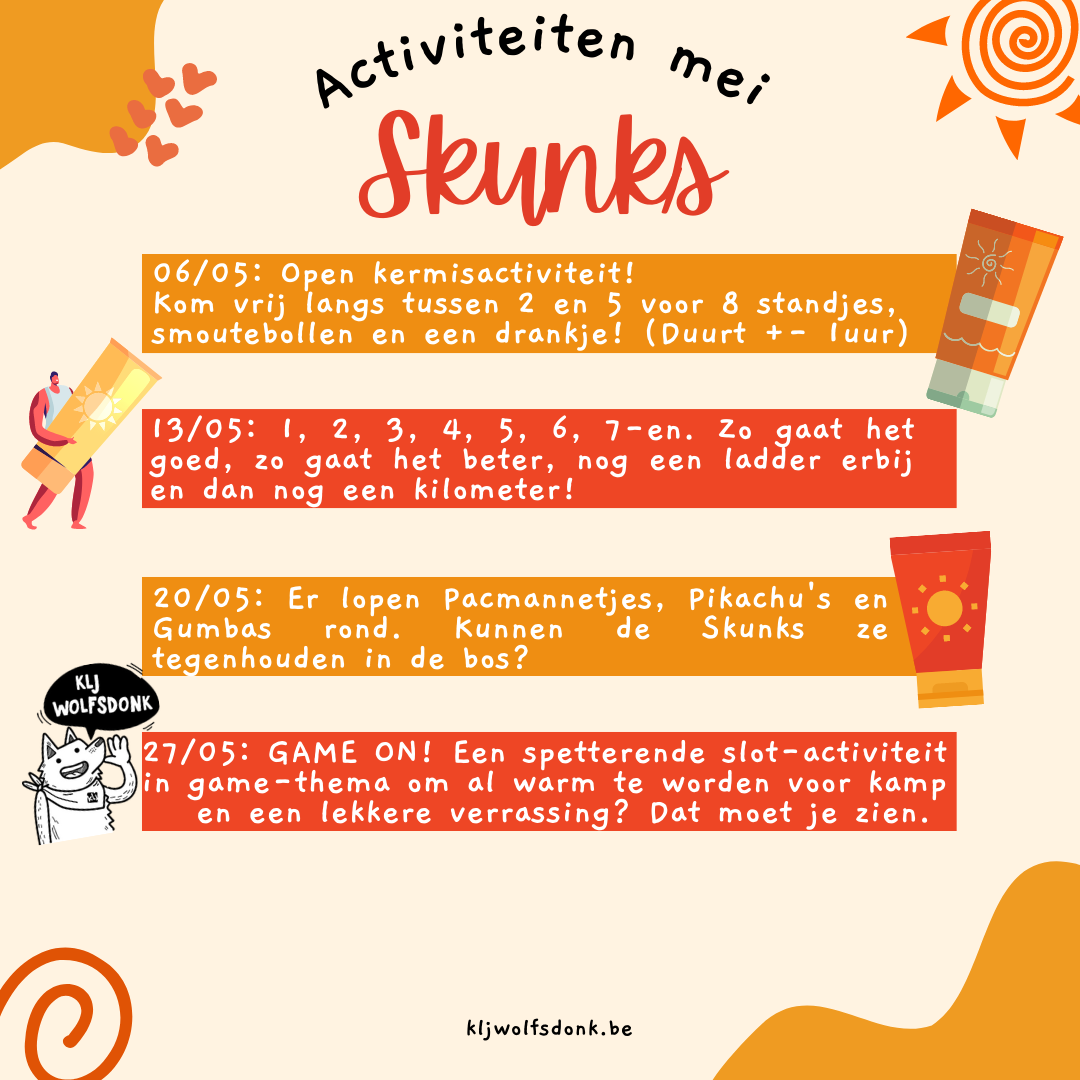 Activiteiten mei
Skunks
06/05: Open kermisactiviteit!
Kom vrij langs tussen 2 en 5 voor 8 standjes,
smoutebollen en een drankje! (Duurt +- 1uur)
13/05: 1, 2, 3, 4, 5, 6, 7-en. Zo gaat het
goed, zo gaat het beter, nog een ladder erbij
en dan nog een kilometer!
20/05: Er lopen Pacmannetjes, Pikachu's en
Gumbas rond. Kunnen de Skunks ze
tegenhouden in de bos?
KLJ
WOLFSDONK
27/05: GAME ON! Een spetterende slot-activiteit
in game-thema om al warm te worden voor kamp
en een lekkere verrassing? Dat moet je zien.
kljwolfsdonk.be